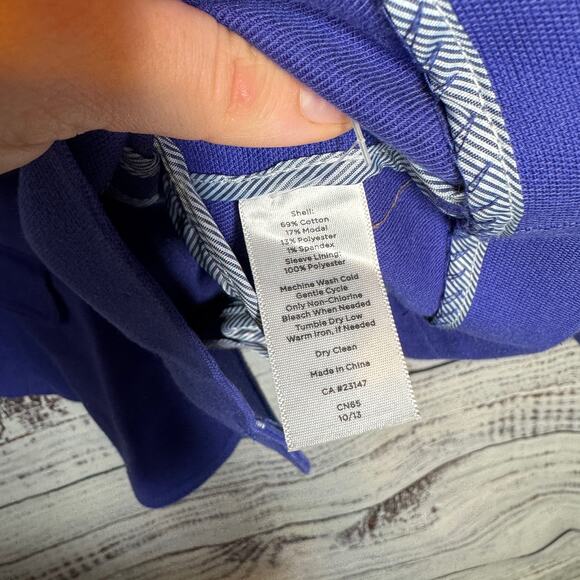 Shell:
69% Cotton
17% Modal
13% Polyester
1% Spandex
Sleeve Lining:
100% Polyester
Machine Wash Cold
Gentle Cycle
Only Non-Chlorine
Bleach When Needed
Tumble Dry Low
Warm Iron, if Needed
Dry Clean
Made in China
CA #23147
CN65
10/13